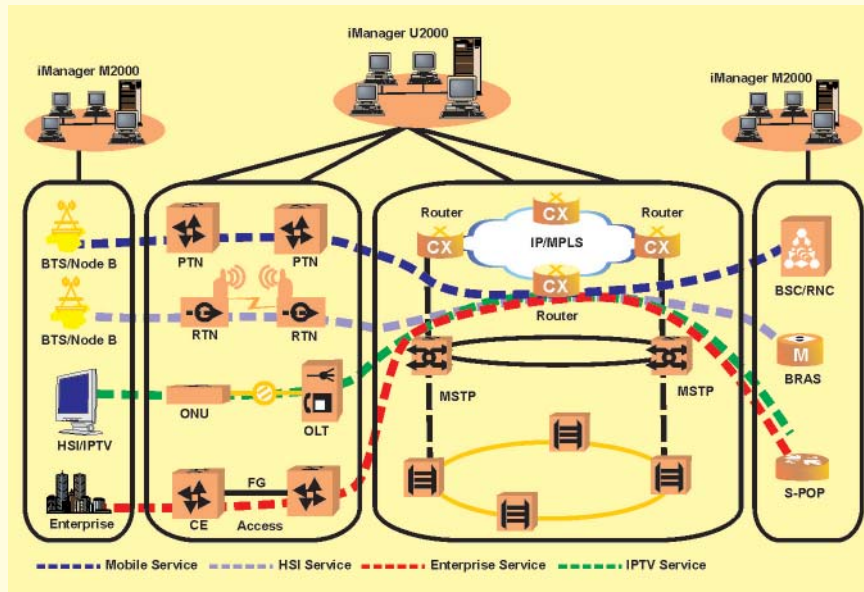 iManager U2000
iManager M2000
iManager M2000
BTS/Node B
PTN
PTN
Router
CX
CX
IP/MPLS
Router
CX
BSC/RNC
BTS/Node B
RTN
RTN
CX
Router
M
BRAS
HSI/IPTV
ONU
OLT
MSTP
MSTP
Enterprise
CE
FG
Access
S-POP
Mobile Service
HSI Service
Enterprise Service
IPTV Service